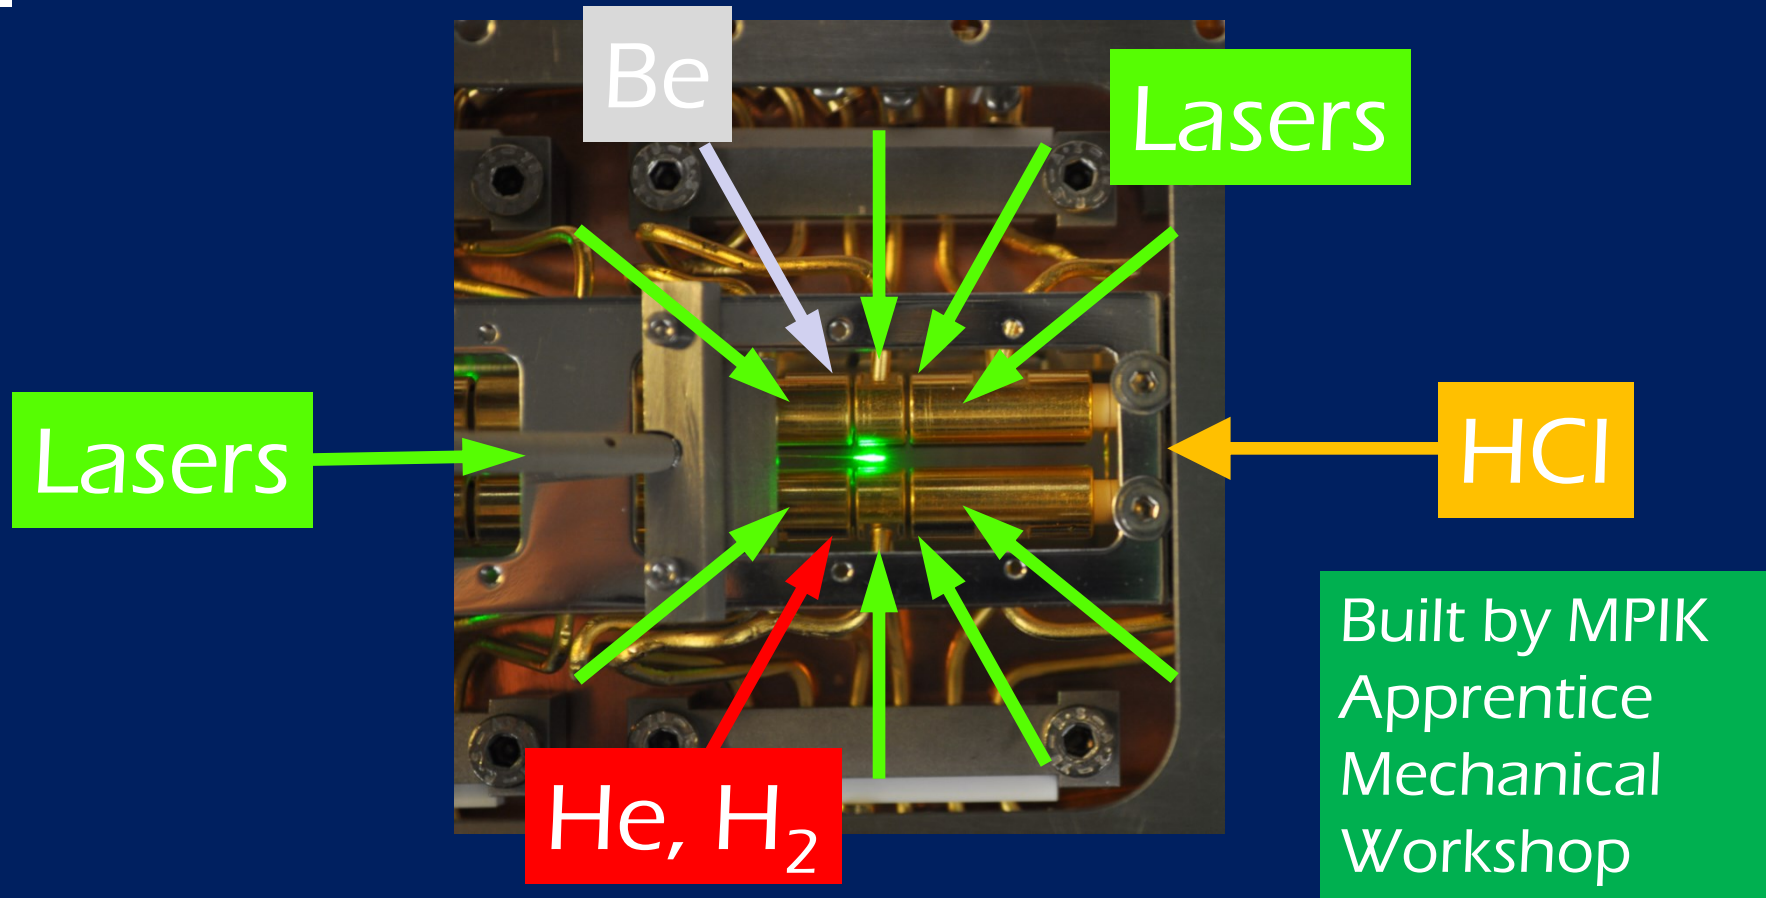 Be
Lasers
Lasers
HCI
He, H₂
Built by MPIK
Apprentice
Mechanical
Workshop